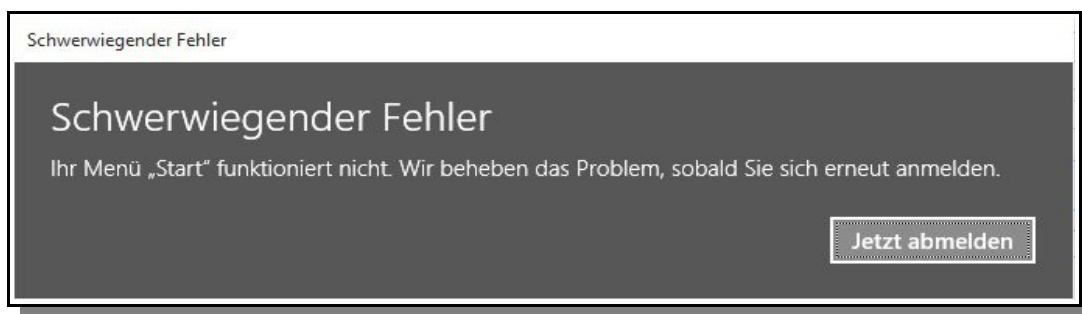 Schwerwiegender Fehler
Schwerwiegender Fehler
Ihr Menü „Start“ funktioniert nicht. Wir beheben das Problem, sobald Sie sich erneut anmelden.
Jetzt abmelden